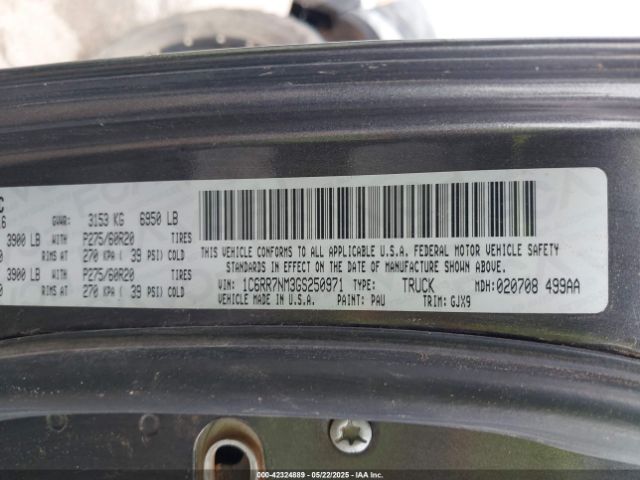 C
GVWR: 3153 KG 6950 LB
3900 LB WITH P275/60R20 TIRES
RIMS AT 270 KPA ( 39 PSI) COLD
3900 LB WITH P275/60R20 TIRES
RIMS AT 270 KPA ( 39 PSI) COLD
THIS VEHICLE CONFORMS TO ALL APPLICABLE U.S.A. FEDERAL MOTOR VEHICLE SAFETY
STANDARDS IN EFFECT ON THE DATE OF MANUFACTURE SHOWN ABOVE.
VIN: 1C6RR7NM3GS250971 TYPE: TRUCK MDH:020708 499AA
VEHICLE MADE IN U.S.A. PAINT: PAU TRIM: GJX9
000-42324889 - 05/22/2025 - IAA, Inc.